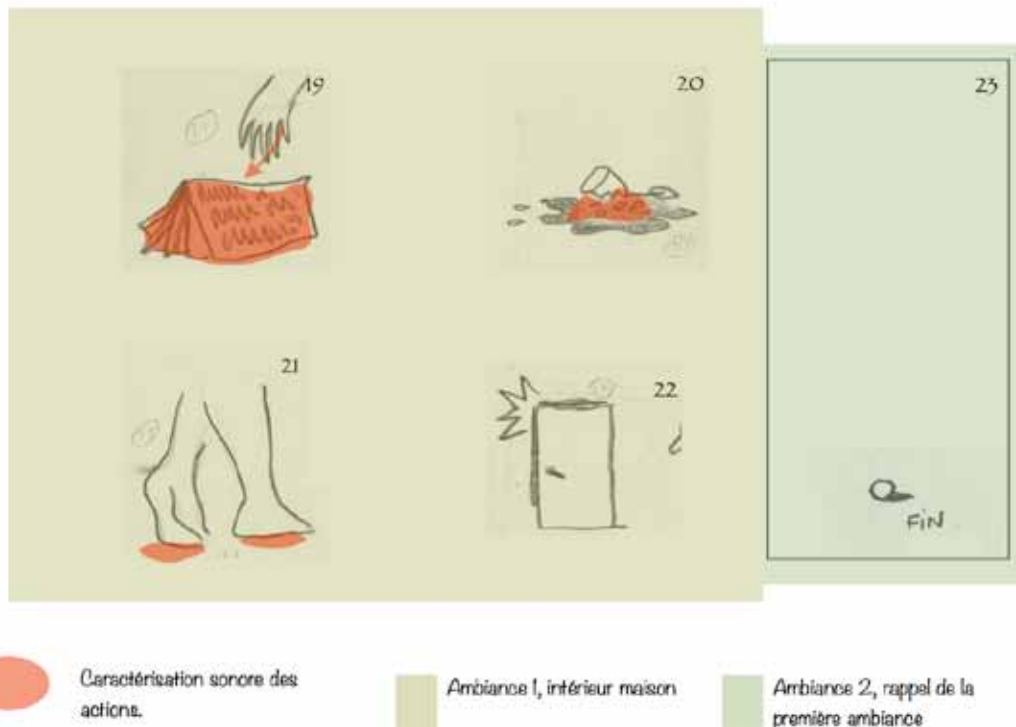 19
20
23
21
22
FiN
Caractérisation sonore des
actions.
Ambiance 1, intérieur maison
Ambiance 2, rappel de la
première ambiance